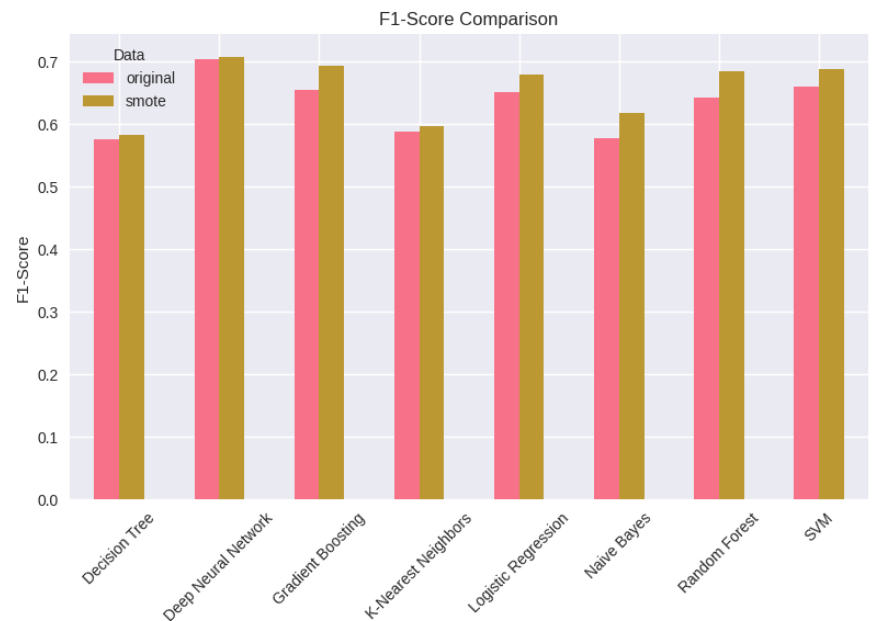 F1-Score Comparison
Data
original
smote
F1-Score
0.7
0.6
0.5
0.4
0.3
0.2
0.1
0.0
Decision Tree
Deep Neural Network
Gradient Boosting
K-Nearest Neighbors
Logistic Regression
Naive Bayes
Random Forest
SVM